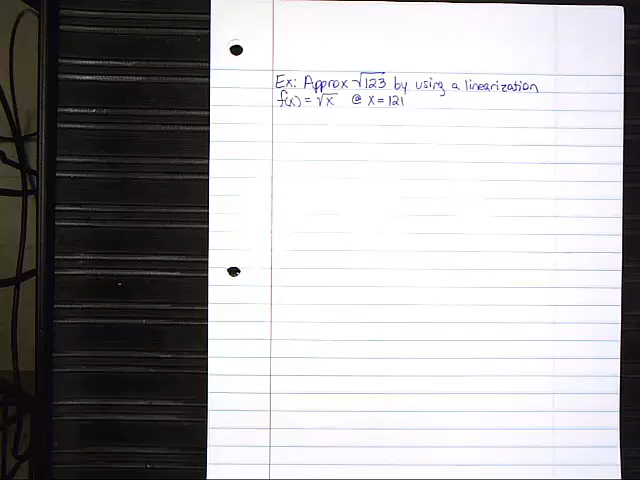 Ex: Approx √123 by using a linearization
f(x) = √x @ x = 121